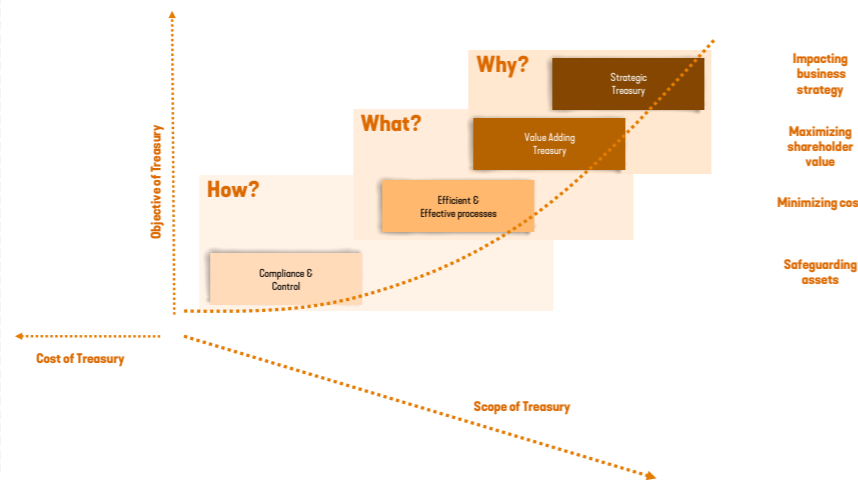 Why?
Strategic
Treasury
Impacting
business
strategy
What?
Value Adding
Treasury
Maximizing
shareholder
value
How?
Efficient &
Effective processes
Minimizing cos
Compliance &
Control
Safeguarding
assets
Objective of Treasury
Cost of Treasury
Scope of Treasury